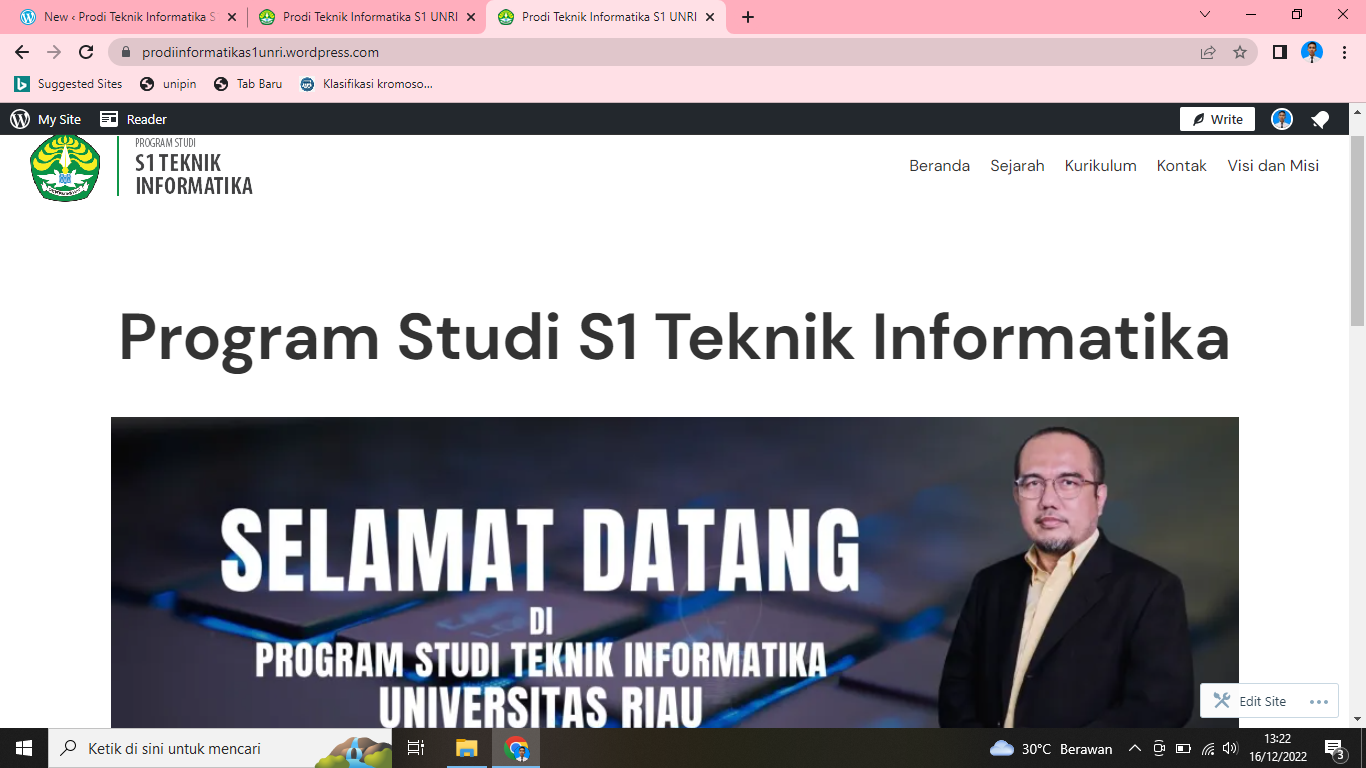 New ‹ Prodi Teknik Informatika S
Prodi Teknik Informatika S1 UNRI
Prodi Teknik Informatika S1 UNRI
prodiinformatikas1unri.wordpress.com
Suggested Sites
unipin
Tab Baru
Klasifikasi kromoso...
My Site
Reader
Write
PROGRAM STUDI
S1 TEKNIK
INFORMATIKA
Beranda
Sejarah
Kurikulum
Kontak
Visi dan Misi
Program Studi S1 Teknik Informatika
SELAMAT DATANG
DI
PROGRAM STUDI TEKNIK INFORMATIKA
UNIVERSITAS RIAU
Edit Site
Ketik di sini untuk mencari
30°C Berawan
13:22
16/12/2022
3